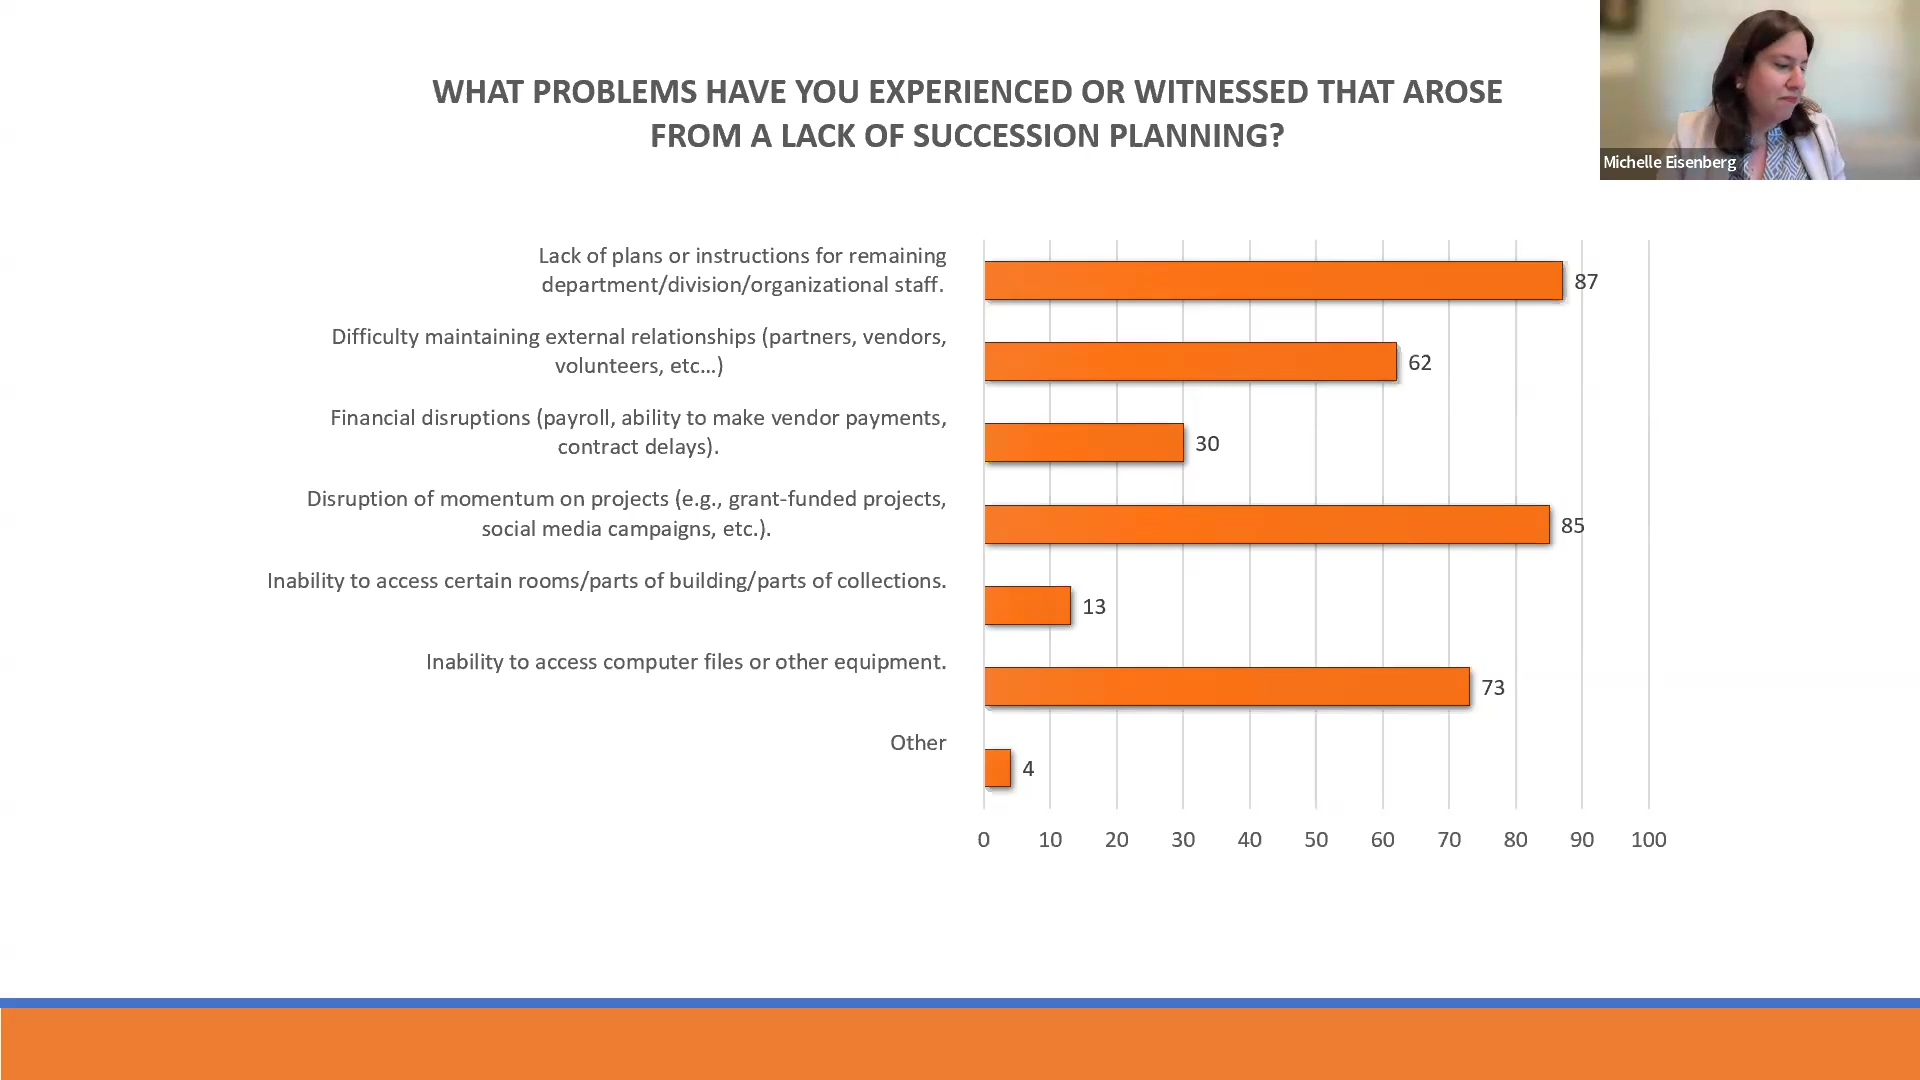 WHAT PROBLEMS HAVE YOU EXPERIENCED OR WITNESSED THAT AROSE
FROM A LACK OF SUCCESSION PLANNING?
Michelle Eisenberg
Lack of plans or instructions for remaining
department/division/organizational staff.
87
Difficulty maintaining external relationships (partners, vendors,
volunteers, etc…)
62
Financial disruptions (payroll, ability to make vendor payments,
contract delays).
30
Disruption of momentum on projects (e.g., grant-funded projects,
social media campaigns, etc.).
85
Inability to access certain rooms/parts of building/parts of collections.
13
Inability to access computer files or other equipment.
73
Other
4
0 10 20 30 40 50 60 70 80 90 100